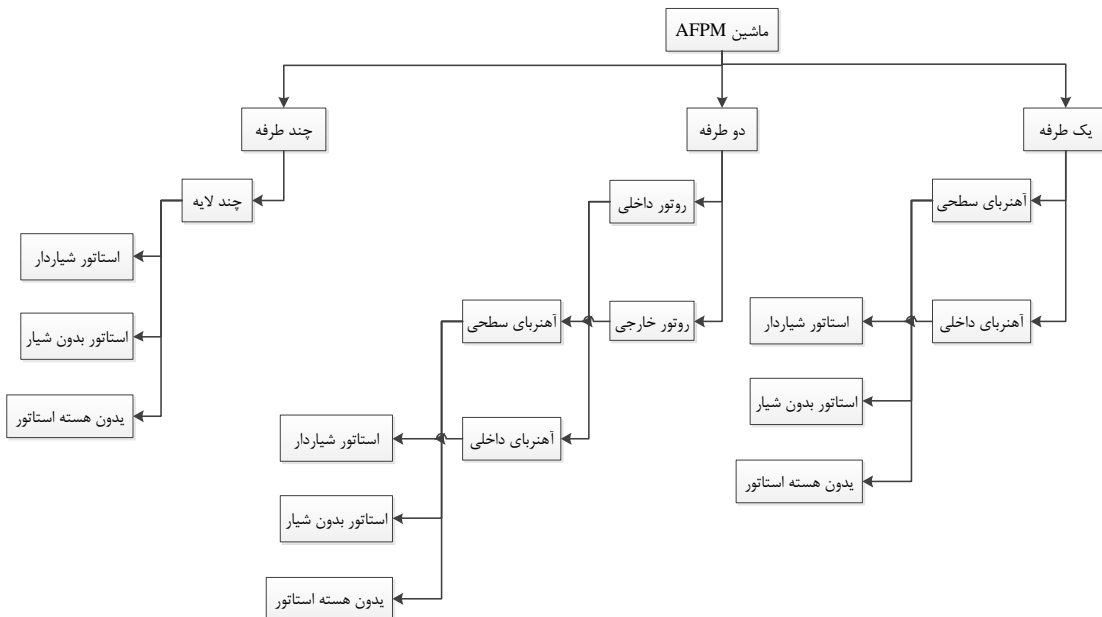 ماشین AFPM
یک طرفه
دو طرفه
چند طرفه
آهنربای سطحی
روتور داخلی
چند لایه
استاتور شیاردار
آهنربای داخلی
استاتور شیاردار
روتور خارجی
آهنربای سطحی
استاتور بدون شیار
استاتور بدون شیار
یدون هسته استاتور
آهنربای داخلی
استاتور شیاردار
یدون هسته استاتور
استاتور بدون شیار
یدون هسته استاتور